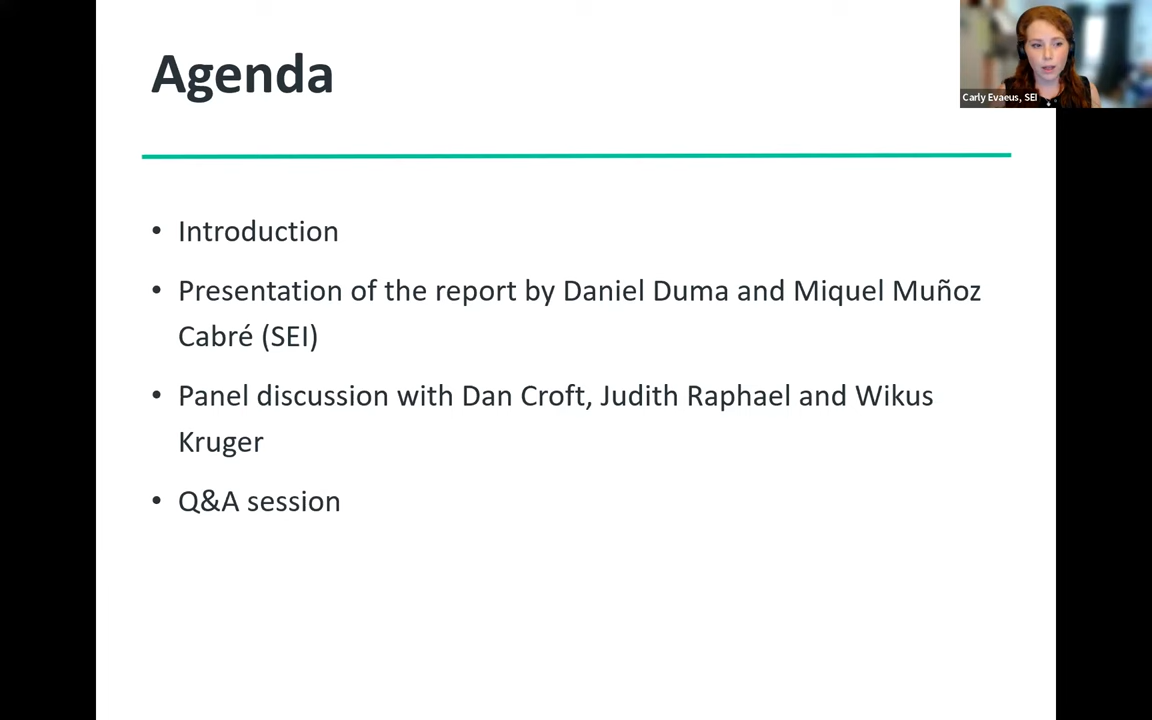 Agenda
Carly Evaeus, SEI
• Introduction
• Presentation of the report by Daniel Duma and Miquel Muñoz
Cabré (SEI)
• Panel discussion with Dan Croft, Judith Raphael and Wikus
Kruger
• Q&A session